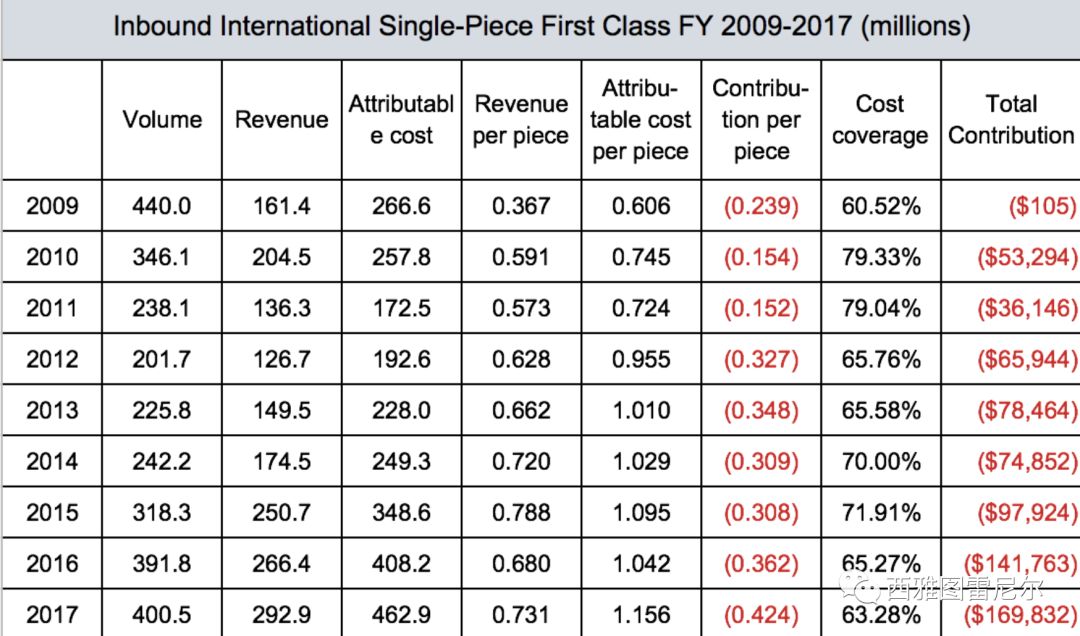 Inbound International Single-Piece First Class FY 2009-2017 (millions)
Volume Revenue Attributabl e cost Revenue per piece Attribu- table cost per piece Contribu- tion per piece Cost coverage Total Contribution
2009 440.0 161.4 266.6 0.367 0.606 (0.239) 60.52% ($105)
2010 346.1 204.5 257.8 0.591 0.745 (0.154) 79.33% ($53,294)
2011 238.1 136.3 172.5 0.573 0.724 (0.152) 79.04% ($36,146)
2012 201.7 126.7 192.6 0.628 0.955 (0.327) 65.76% ($65,944)
2013 225.8 149.5 228.0 0.662 1.010 (0.348) 65.58% ($78,464)
2014 242.2 174.5 249.3 0.720 1.029 (0.309) 70.00% ($74,852)
2015 318.3 250.7 348.6 0.788 1.095 (0.308) 71.91% ($97,924)
2016 391.8 266.4 408.2 0.680 1.042 (0.362) 65.27% ($141,763)
西雅图雷尼尔
2017 400.5 292.9 462.9 0.731 1.156 (0.424) 63.28% ($169,832)